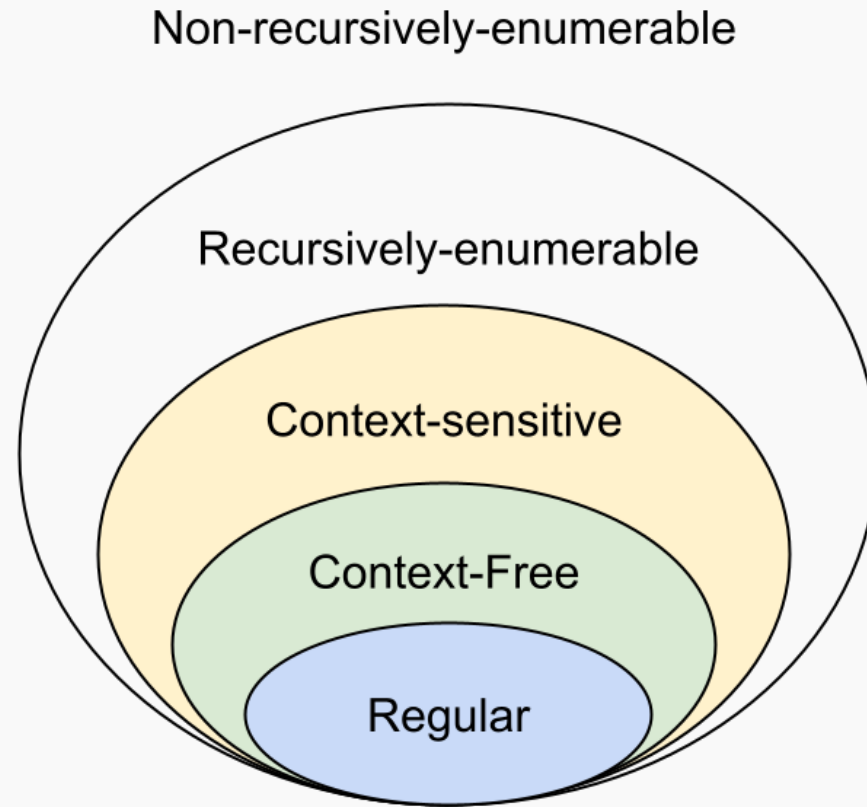 Non-recursively-enumerable
Recursively-enumerable
Context-sensitive
Context-Free
Regular